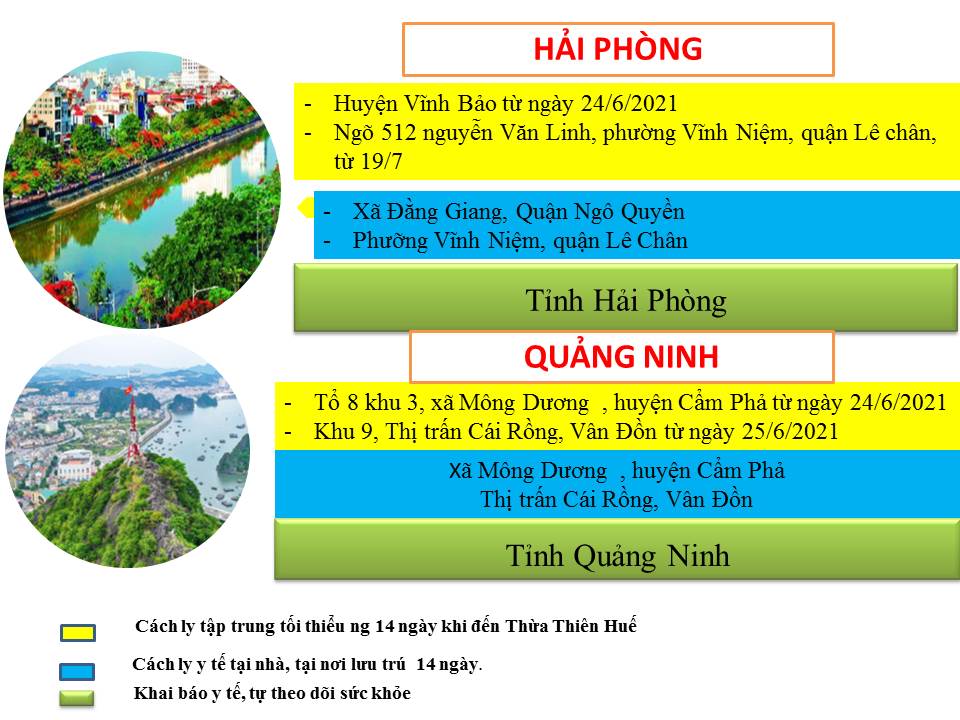 HẢI PHÒNG
- Huyện Vĩnh Bảo từ ngày 24/6/2021
- Ngõ 512 nguyễn Văn Linh, phường Vĩnh Niệm, quận Lê chân,
từ 19/7
- Xã Đằng Giang, Quận Ngô Quyền
- Phường Vĩnh Niệm, quận Lê Chân
Tỉnh Hải Phòng
QUẢNG NINH
- Tổ 8 khu 3, xã Mông Dương , huyện Cẩm Phả từ ngày 24/6/2021
- Khu 9, Thị trấn Cái Rồng, Vân Đồn từ ngày 25/6/2021
Xã Mông Dương , huyện Cẩm Phả
Thị trấn Cái Rồng, Vân Đồn
Tỉnh Quảng Ninh
Cách ly tập trung tối thiểu ng 14 ngày khi đến Thừa Thiên Huế
Cách ly y tế tại nhà, tại nơi lưu trú 14 ngày.
Khai báo y tế, tự theo dõi sức khỏe